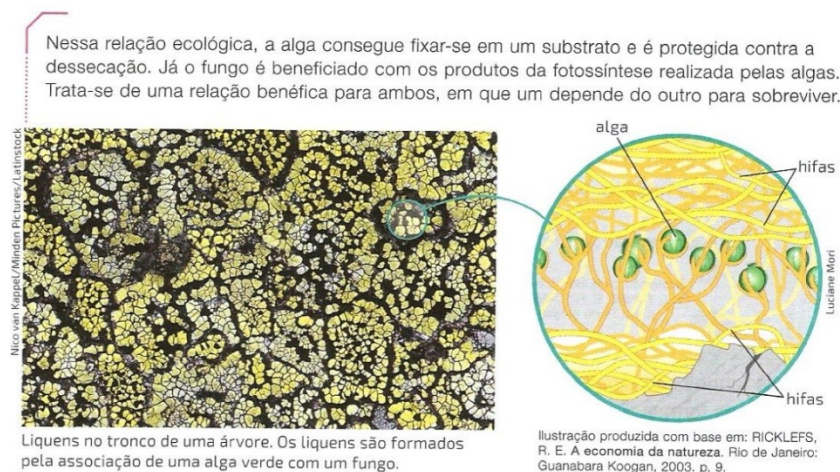 Nessa relação ecológica, a alga consegue fixar-se em um substrato e é protegida contra a
dessecação. Já o fungo é beneficiado com os produtos da fotossíntese realizada pelas algas.
Trata-se de uma relação benéfica para ambos, em que um depende do outro para sobreviver.
Nico van Kappel/Minden Pictures/Latinstock
alga
hifas
Luciane Mori
hifas
Liquens no tronco de uma árvore. Os liquens são formados
pela associação de uma alga verde com um fungo.
Ilustração produzida com base em: RICKLEFS,
R. E. A economia da natureza. Rio de Janeiro:
Guanabara Koogan, 2003. p. 9.